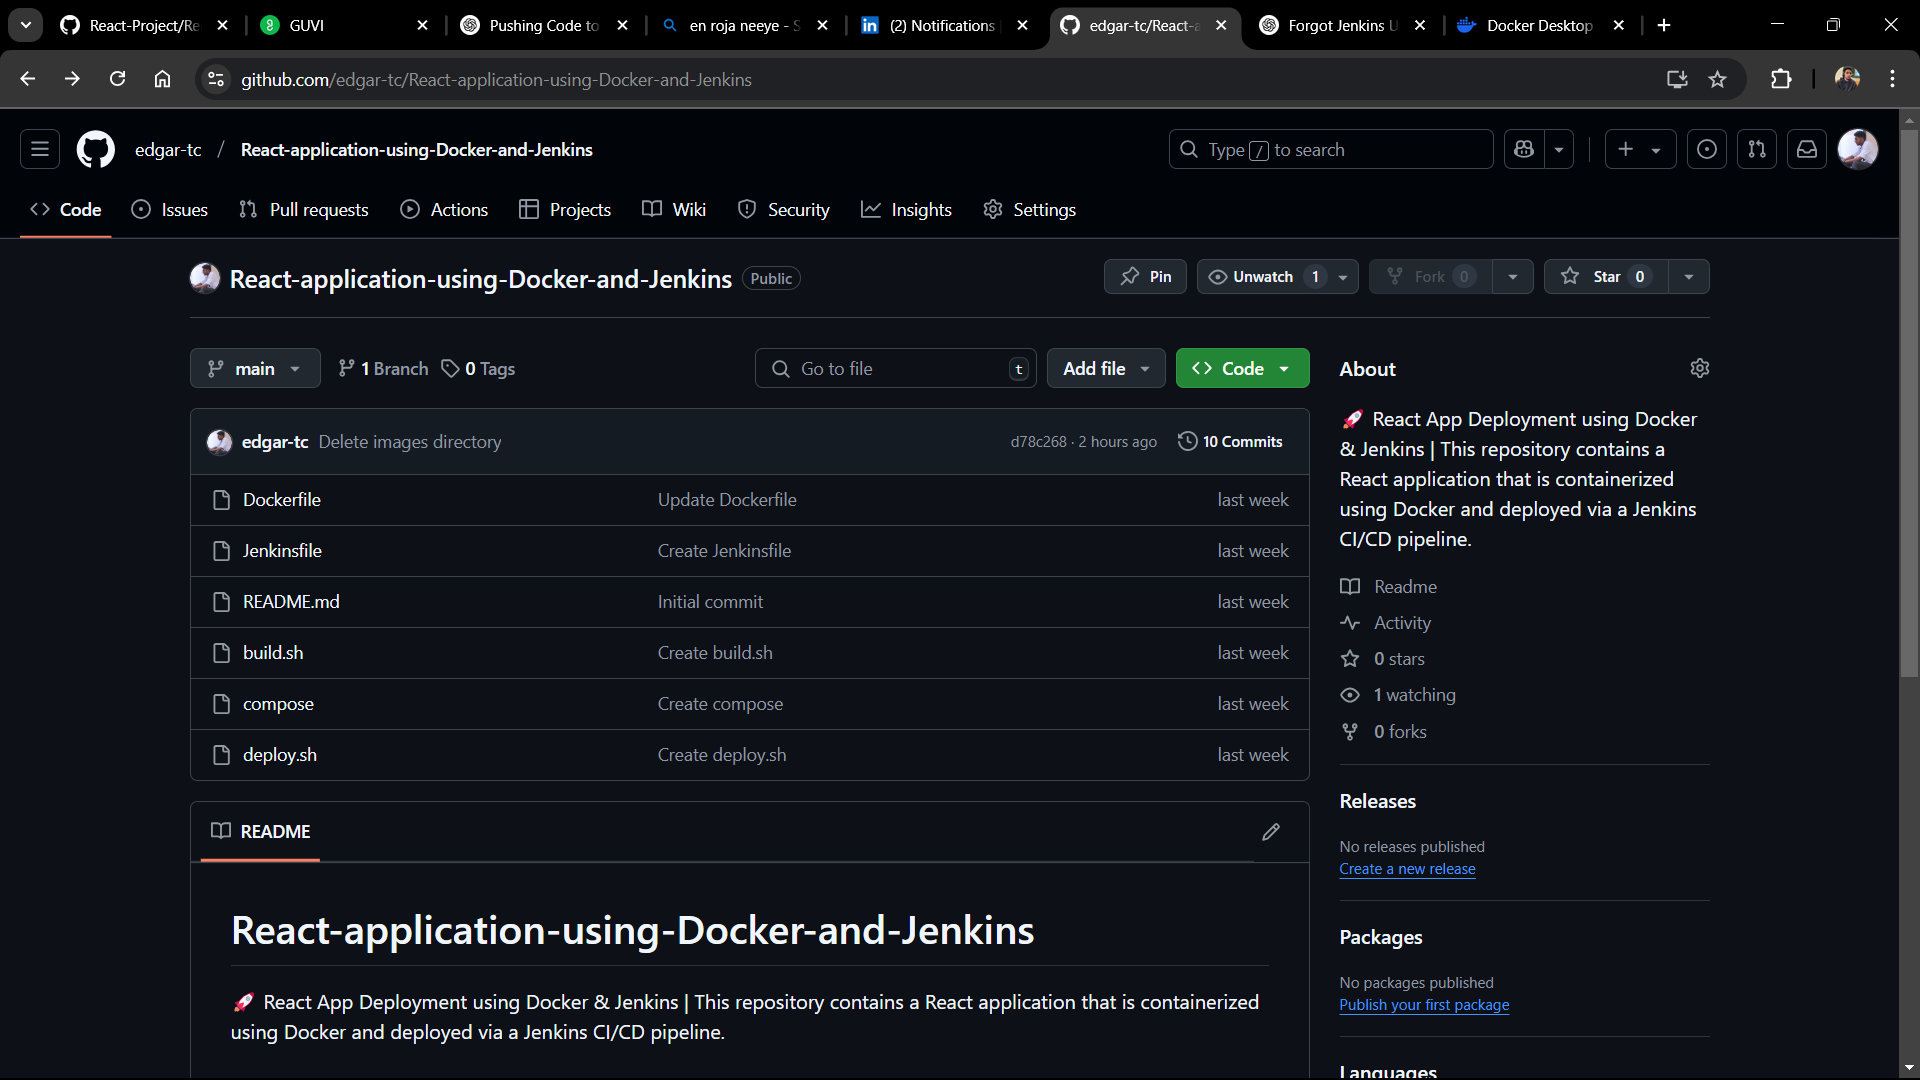 React-Project/Re
GUVI
Pushing Code to
en roja neeye - S
(2) Notifications
edgar-tc/React-a
Forgot Jenkins U
Docker Desktop
github.com/edgar-tc/React-application-using-Docker-and-Jenkins
edgar-tc / React-application-using-Docker-and-Jenkins
Type / to search
Code
Issues
Pull requests
Actions
Projects
Wiki
Security
Insights
Settings
React-application-using-Docker-and-Jenkins Public
Pin
Unwatch 1
Fork 0
Star 0
main
1 Branch
0 Tags
Go to file t
Add file
Code
edgar-tc Delete images directory d78c268 · 2 hours ago 10 Commits
Dockerfile Update Dockerfile last week
Jenkinsfile Create Jenkinsfile last week
README.md Initial commit last week
build.sh Create build.sh last week
compose Create compose last week
deploy.sh Create deploy.sh last week
README
React-application-using-Docker-and-Jenkins
🚀 React App Deployment using Docker & Jenkins | This repository contains a React application that is containerized
using Docker and deployed via a Jenkins CI/CD pipeline.
About
🚀 React App Deployment using Docker
& Jenkins | This repository contains a
React application that is containerized
using Docker and deployed via a Jenkins
CI/CD pipeline.
Readme
Activity
0 stars
1 watching
0 forks
Releases
No releases published
Create a new release
Packages
No packages published
Publish your first package
Languages